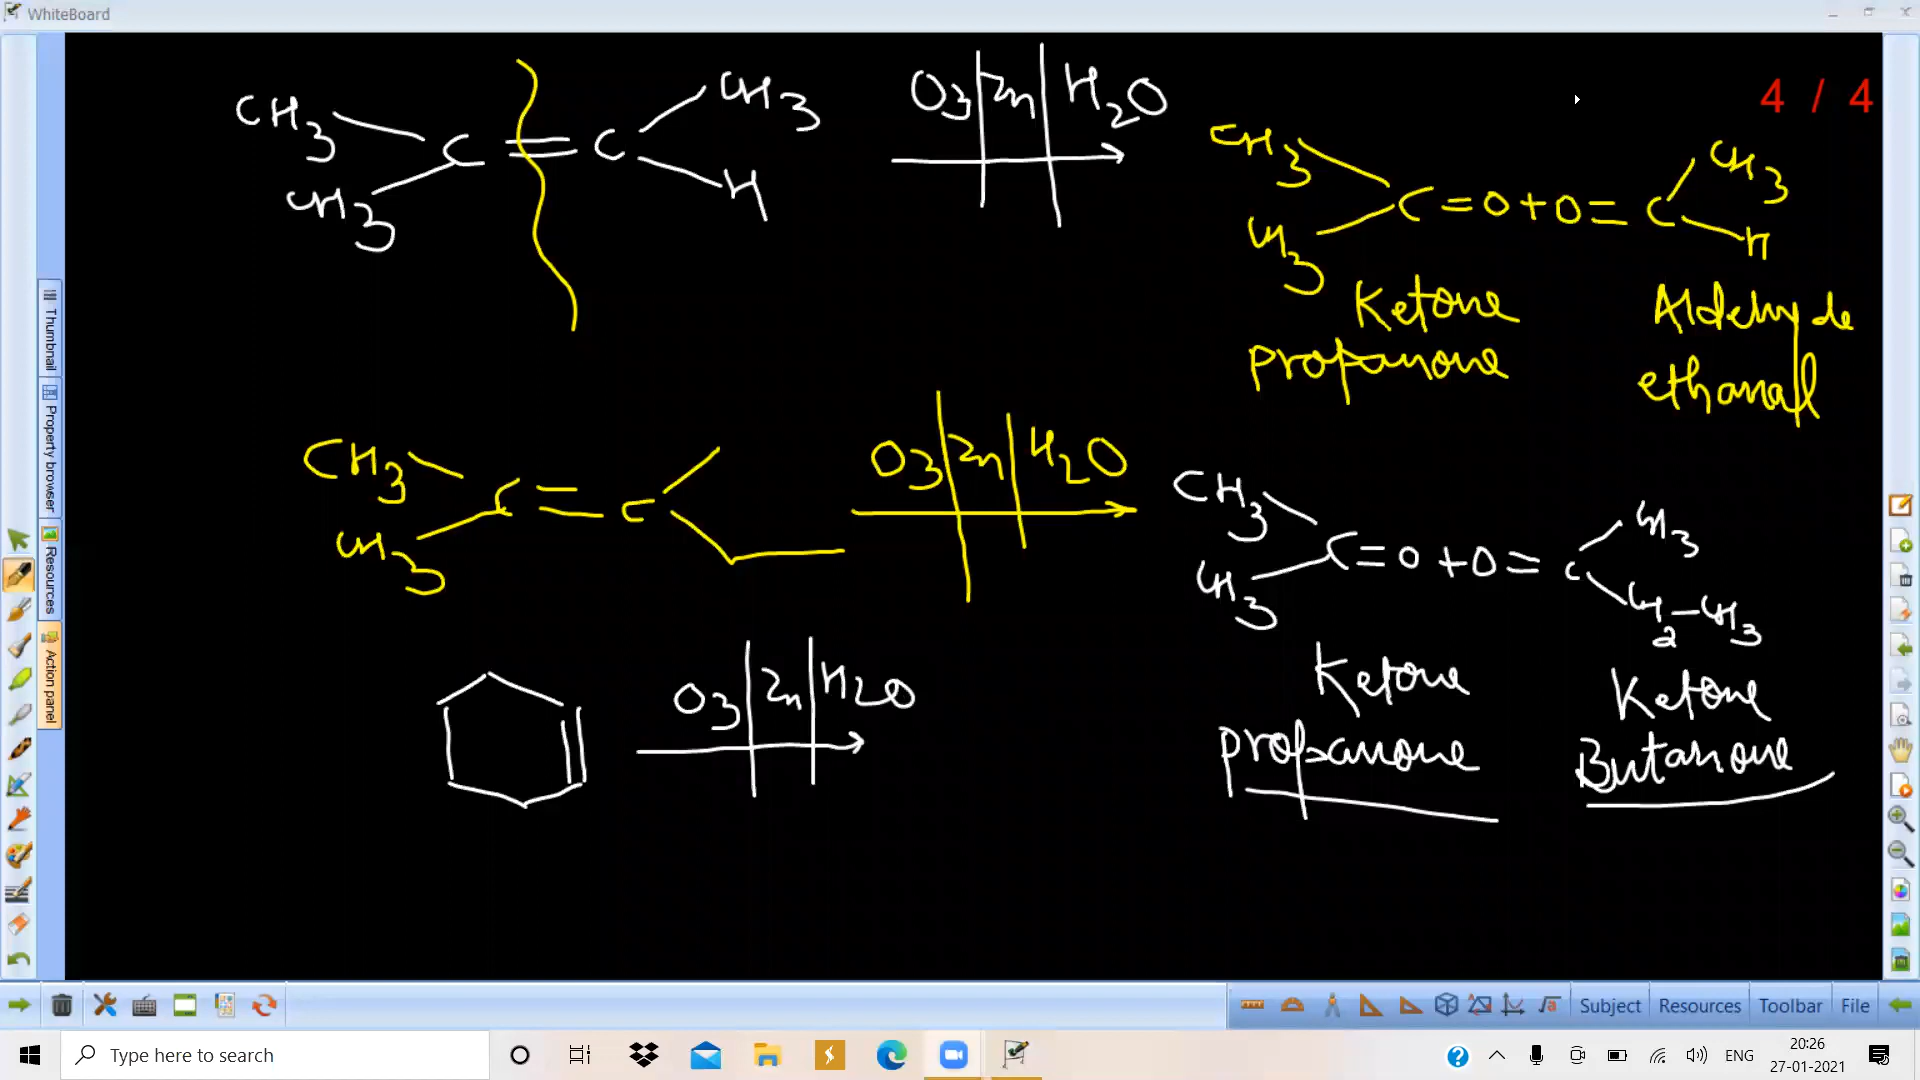 WhiteBoard
4 / 4
CH3 CH3
C = C
CH3 H
O3 Zn H2O
CH3 CH3
C = O + O = C
CH3 H
Ketone Aldehyde
propanone ethanal
CH3
C = C
CH3
O3 Zn H2O
CH3 CH3
C = O + O = C
CH3 CH2-CH3
Ketone Ketone
propanone Butanone
O3 Zn H2O
Thumbnail
Property browser
Resources
Action panel
Subject Resources Toolbar File
Type here to search
ENG
20:26
27-01-2021